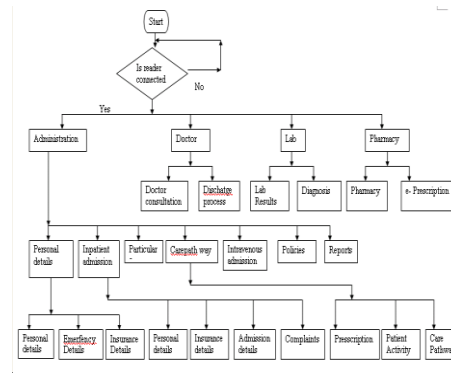 Start
Is reader
connected
No
Yes
Administration
Doctor
Lab
Pharmacy
Doctor
consultation
Discharge
process
Lab
Results
Diagnosis
Pharmacy
e- Prescription
Personal
details
Inpatient
admission
Particular
Carepath way
Intravenous
admission
Policies
Reports
Personal
details
Emerfency
Details
Insurance
Details
Personal
details
Insurance
details
Admission
details
Complaints
Presscription
Patient
Activity
Care
Pathwa